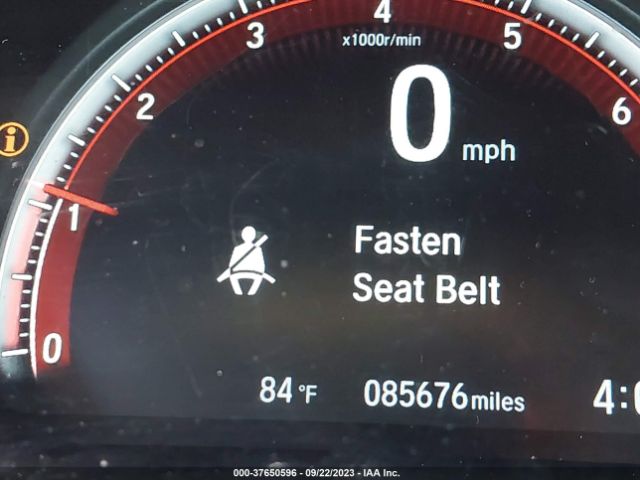 4
3
5
x1000r/min
2
6
0 mph
i
1
Fasten
Seat Belt
0
84 °F
085676 miles
000-37650596 - 09/22/2023 - IAA Inc.